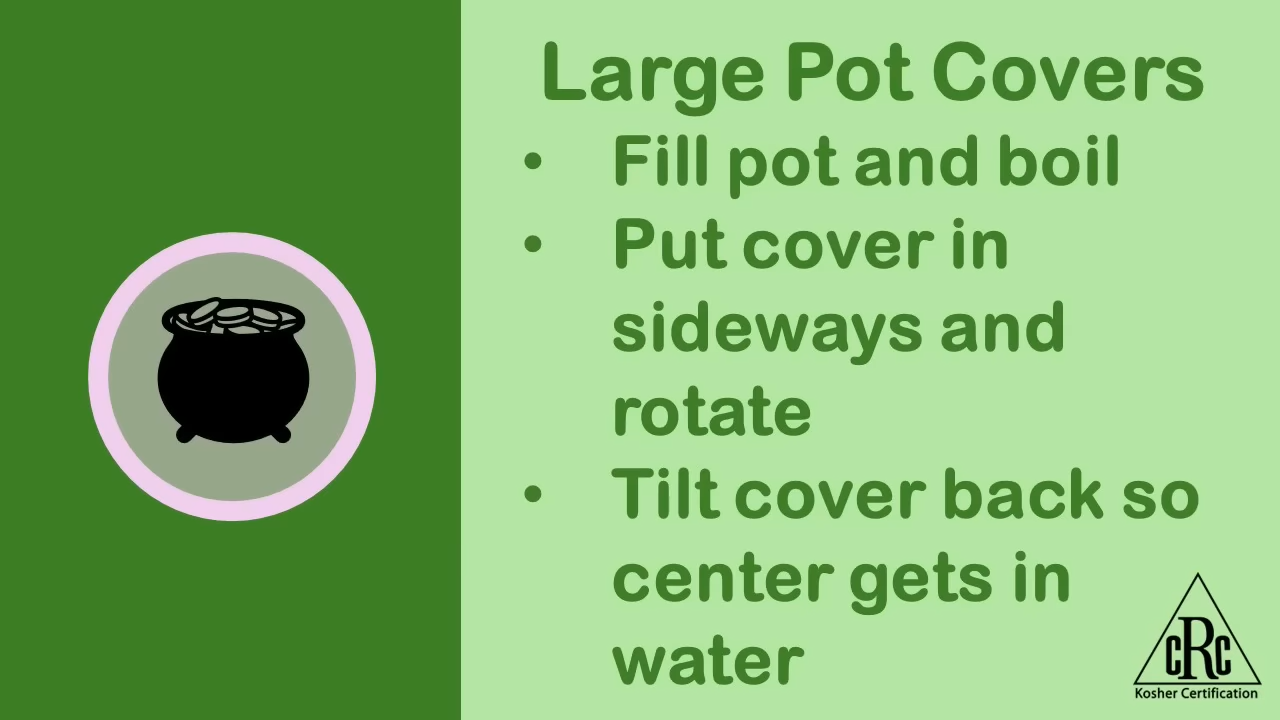 Large Pot Covers
• Fill pot and boil
• Put cover in
sideways and
rotate
• Tilt cover back so
center gets in
water
cRc
Kosher Certification